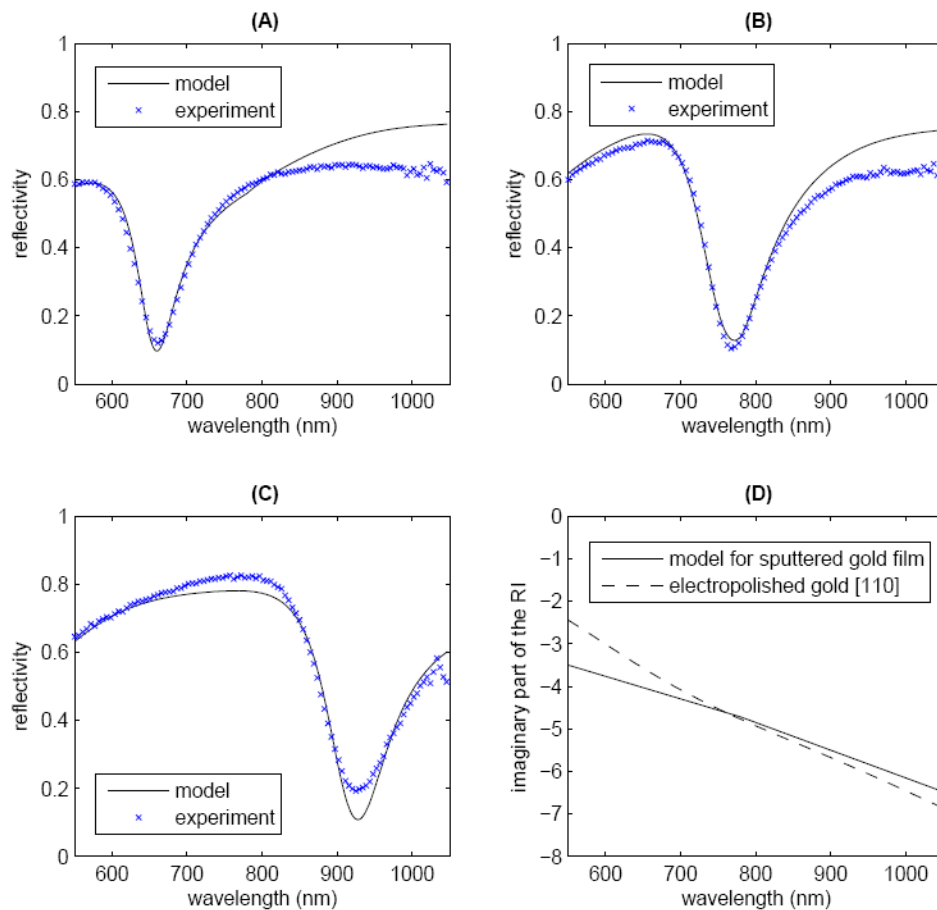 (A)
1
0.8
0.6
0.4
0.2
0
reflectivity
model
experiment
600 700 800 900 1000
wavelength (nm)
(B)
1
0.8
0.6
0.4
0.2
0
reflectivity
model
experiment
600 700 800 900 1000
wavelength (nm)
(C)
1
0.8
0.6
0.4
0.2
0
reflectivity
model
experiment
600 700 800 900 1000
wavelength (nm)
(D)
0
−1
−2
−3
−4
−5
−6
−7
−8
imaginary part of the RI
model for sputtered gold film
electropolished gold [110]
600 700 800 900 1000
wavelength (nm)